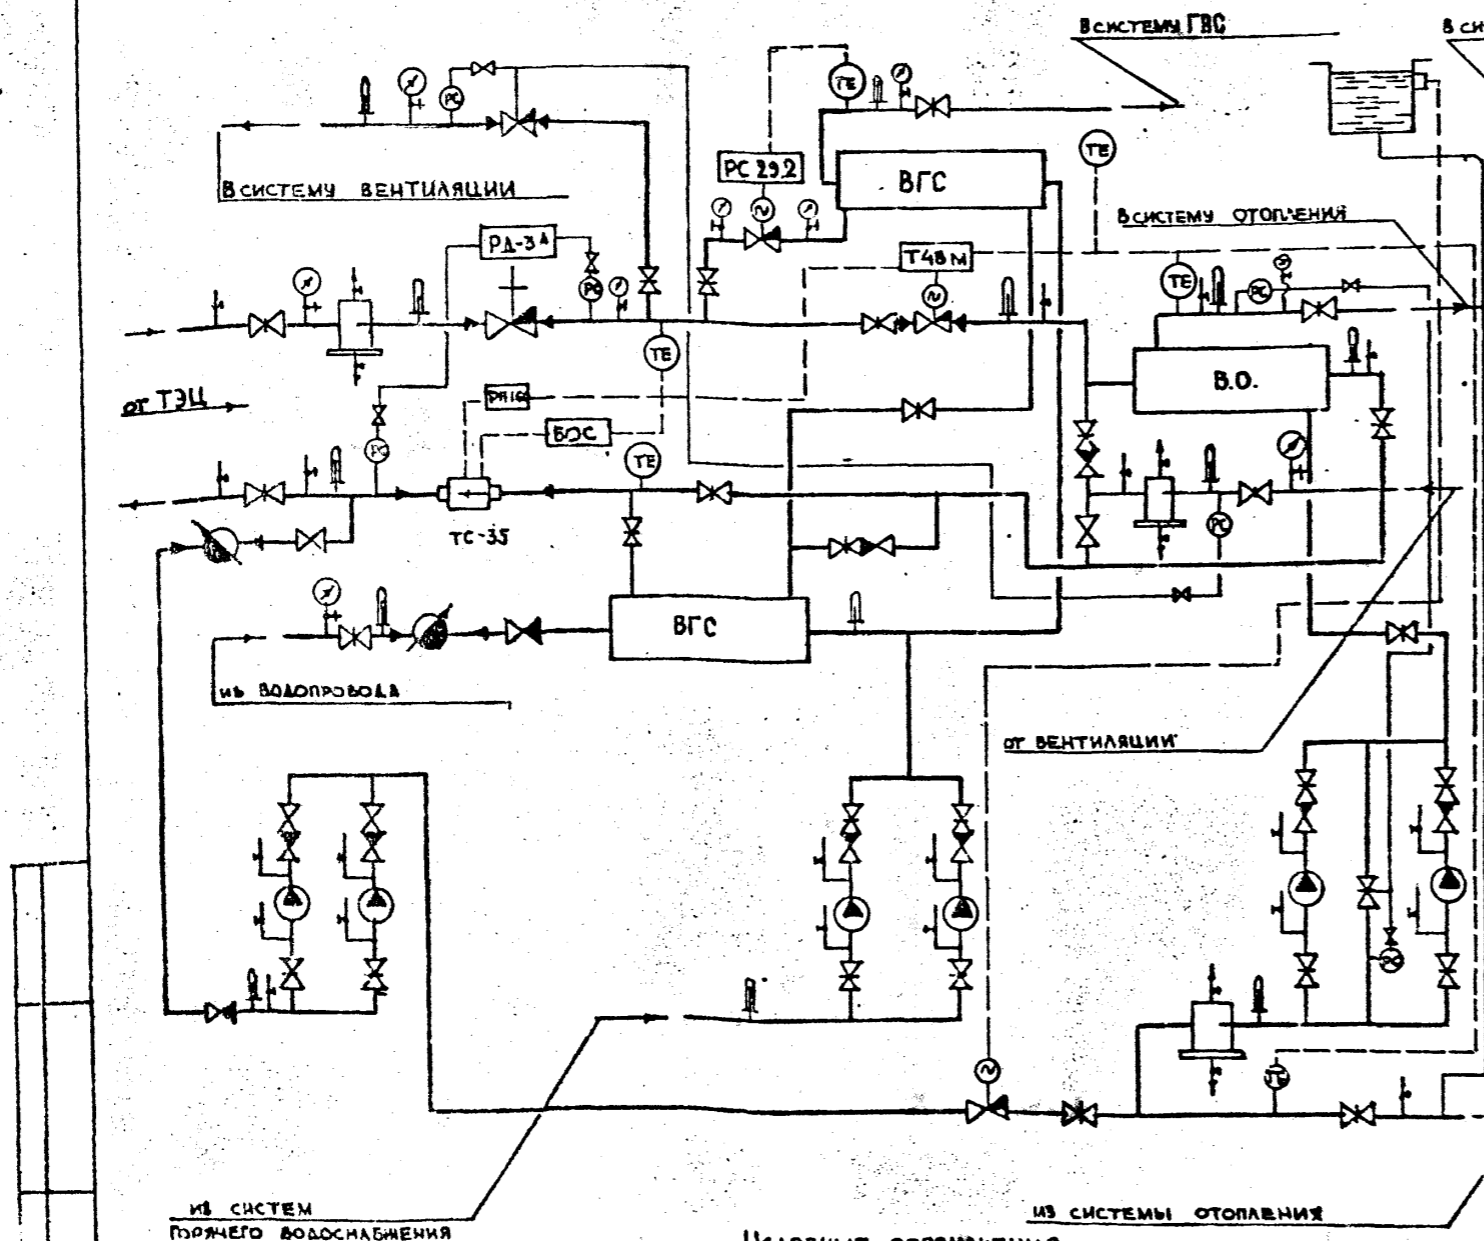 В СИСТЕМУ ГВС
В СИ
ТЕ
РС
РС 29.2
ВГС
ТЕ
В СИСТЕМУ ВЕНТИЛЯЦИИ
В СИСТЕМУ ОТОПЛЕНИЯ
РД-3А
Т48М
РС
ТЕ
РС
ТЕ
В.О.
от ТЭЦ
БОС
РС
ТЕ
РС
ТС-35
ВГС
из ВОДОПРОВОДА
от ВЕНТИЛЯЦИИ
РС
ТЕ
из СИСТЕМ
ГОРЯЧЕГО ВОДОСНАБЖЕНИЯ
ИЗ СИСТЕМЫ ОТОПЛЕНИЯ